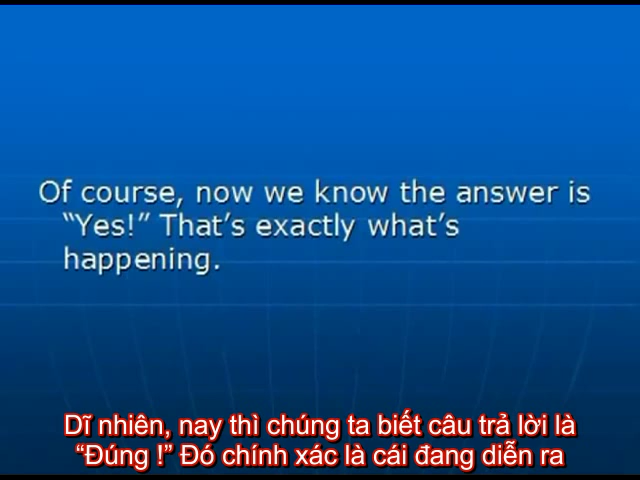 Of course, now we know the answer is
“Yes!” That’s exactly what’s
happening.
Dĩ nhiên, nay thì chúng ta biết câu trả lời là
“Đúng !” Đó chính xác là cái đang diễn ra